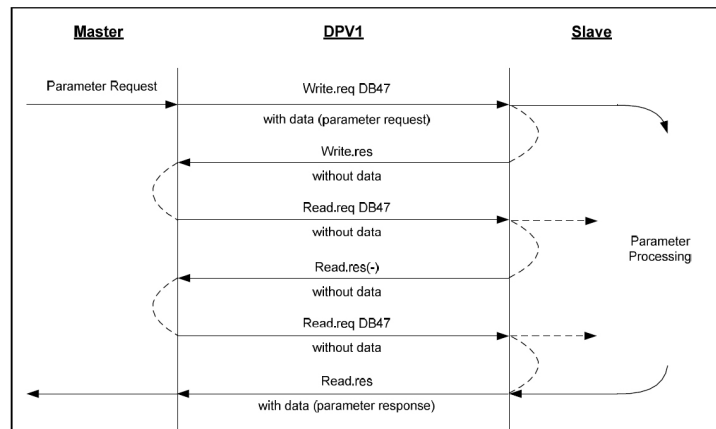 Master DPV1 Slave
Parameter Request
Write.req DB47
with data (parameter request)
Write.res
without data
Read.req DB47
without data
Parameter
Processing
Read.res(-)
without data
Read.req DB47
without data
Read.res
with data (parameter response)